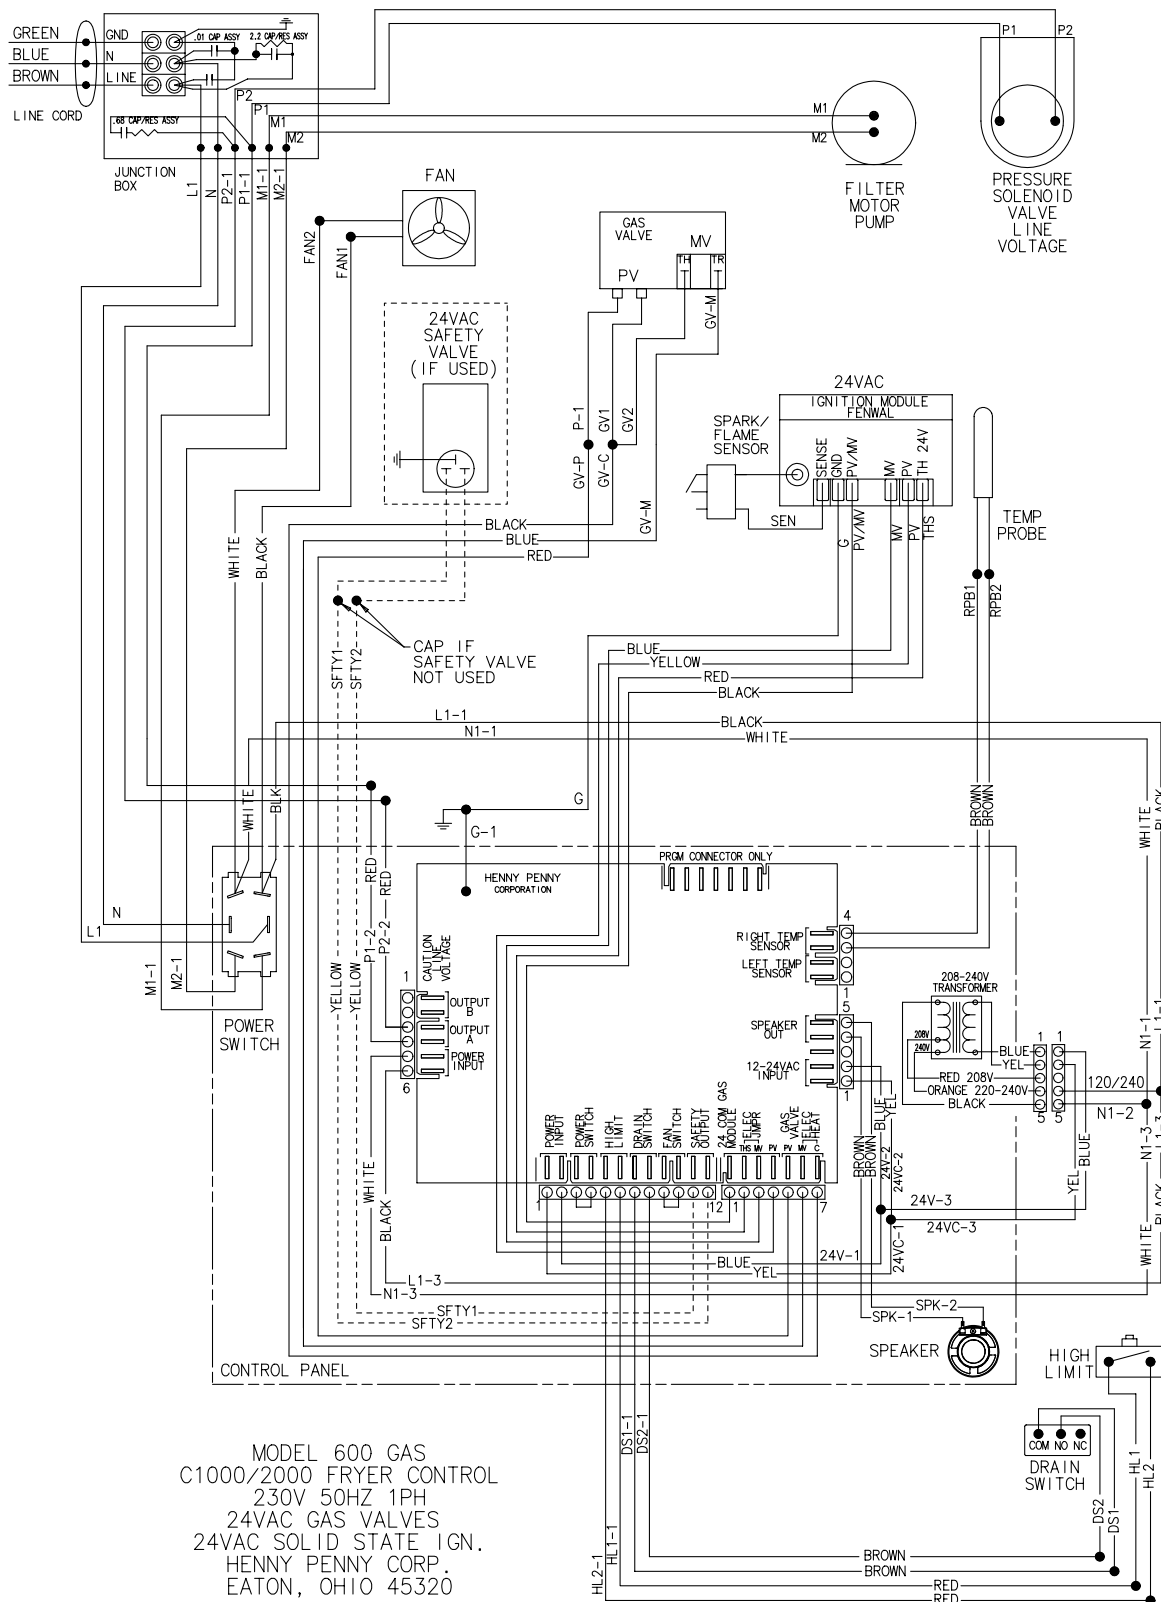 GREEN
BLUE
BROWN
LINE CORD
GND
N
LINE
.01 CAP ASSY
2.2 CAP/RES ASSY
.68 CAP/RES ASSY
P2
P1
M1
M2
JUNCTION
BOX
L1
N
P2-1
P1-1
M1-1
M2-1
M1
M2
FILTER
MOTOR
PUMP
P1
P2
PRESSURE
SOLENOID
VALVE
LINE
VOLTAGE
FAN
FAN2
FAN1
GAS
VALVE
MV
TH
TR
PV
GV-M
24VAC
SAFETY
VALVE
(IF USED)
P-1
GV1
GV2
GV-P
GV-C
GV-M
24VAC
IGNITION MODULE
FENWAL
SPARK/
FLAME
SENSOR
SENSE
GND
PV/MV
MV
PV
TH 24V
SEN
G
PV/MV
MV
PV
THS
TEMP
PROBE
RPB1
RPB2
BLACK
BLUE
RED
WHITE
BLACK
CAP IF
SAFETY VALVE
NOT USED
SFTY1
SFTY2
BLUE
YELLOW
RED
BLACK
L1-1
BLACK
N1-1
WHITE
WHITE
BLK
G
G-1
BROWN
BROWN
WHITE
BLACK
PRGM CONNECTOR ONLY
HENNY PENNY
CORPORATION
RED
RED
P1-2
P2-2
N
L1
M1-1
M2-1
POWER
SWITCH
YELLOW
YELLOW
CAUTION
LINE
VOLTAGE
1
OUTPUT
B
OUTPUT
A
POWER
INPUT
6
4
RIGHT TEMP
SENSOR
LEFT TEMP
SENSOR
1
5
SPEAKER
OUT
12-24VAC
INPUT
1
208-240V
TRANSFORMER
208V
240V
BLUE
YEL
RED 208V
ORANGE 220-240V
BLACK
1
1
5
5
120/240
N1-2
N1-1
L1-1
N1-3
L1-3
POWER
INPUT
POWER
SWITCH
HIGH
LIMIT
DRAIN
SWITCH
FAN
SWITCH
SAFETY
OUTPUT
24 COM GAS
MODULE
ELEC
JMPR
THS
MV
PV
GAS
VALVE
PV
MV
ELEC
HEAT
C
1
12
1
7
WHITE
BLACK
BROWN
BROWN
BLUE
YEL
24V-2
24VC-2
24V-3
24VC-3
24VC-1
YEL
BLUE
BLUE
24V-1
YEL
WHITE
BLACK
L1-3
N1-3
SFTY1
SFTY2
SPK-2
SPK-1
SPEAKER
CONTROL PANEL
HIGH
LIMIT
COM NO NC
DRAIN
SWITCH
HL1
HL2
DS2
DS1
DS1-1
DS2-1
HL2-1
HL1-1
BROWN
BROWN
RED
RED
MODEL 600 GAS
C1000/2000 FRYER CONTROL
230V 50HZ 1PH
24VAC GAS VALVES
24VAC SOLID STATE IGN.
HENNY PENNY CORP.
EATON, OHIO 45320